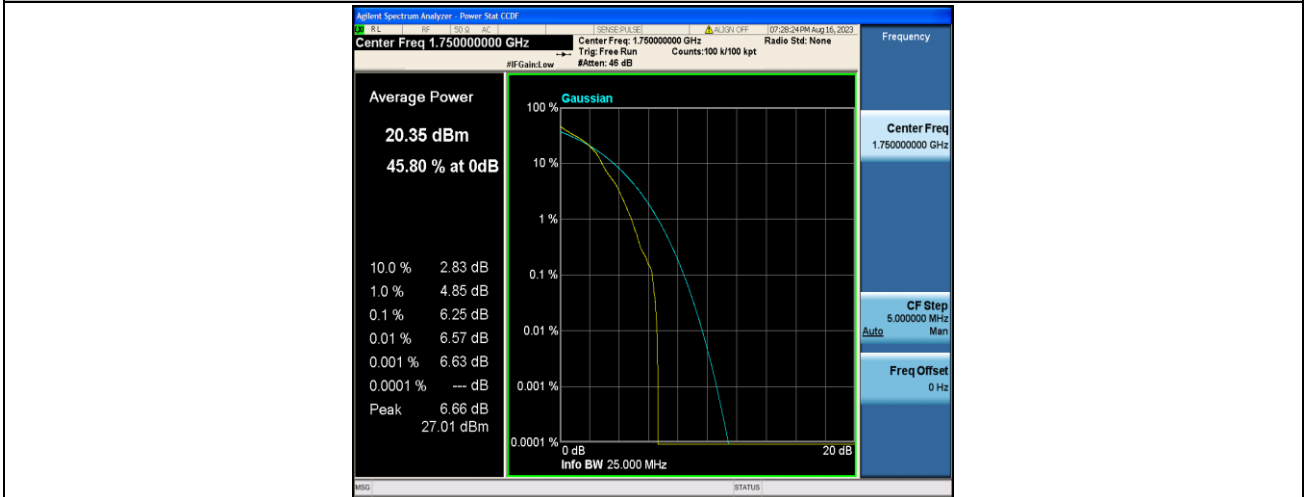 Agilent Spectrum Analyzer - Power Stat CCDF
RL RF 50 Ω AC SENSE:PULSE ALIGN OFF 07:28:24 PM Aug 16, 2023
Center Freq 1.750000000 GHz
Center Freq: 1.750000000 GHz Radio Std: None
Trig: Free Run Counts:100 k/100 kpt
#IFGain:Low #Atten: 46 dB
Frequency
Average Power
20.35 dBm
45.80 % at 0dB
10.0 % 2.83 dB
1.0 % 4.85 dB
0.1 % 6.25 dB
0.01 % 6.57 dB
0.001 % 6.63 dB
0.0001 % --- dB
Peak 6.66 dB
27.01 dBm
Gaussian
100 %
10 %
1 %
0.1 %
0.01 %
0.001 %
0.0001 %
0 dB 20 dB
Info BW 25.000 MHz
Center Freq
1.750000000 GHz
CF Step
5.000000 MHz
Auto Man
Freq Offset
0 Hz
MSG STATUS